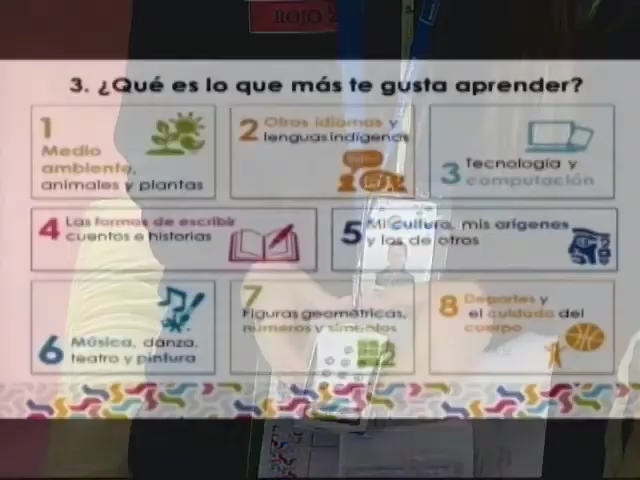 ROJO 2
3. ¿Qué es lo que más te gusta aprender?
1
Medio
ambiente,
animales y plantas
2 Otros idiomas y
lenguas indígenas
3 Tecnología y
computación
4 Las formas de escribir
cuentos e historias
5 Mi cultura, mis orígenes
y los de otros
6 Música, danza,
teatro y pintura
7
Figuras geométricas,
números y símbolos
8 Deportes y
el cuidado del
cuerpo